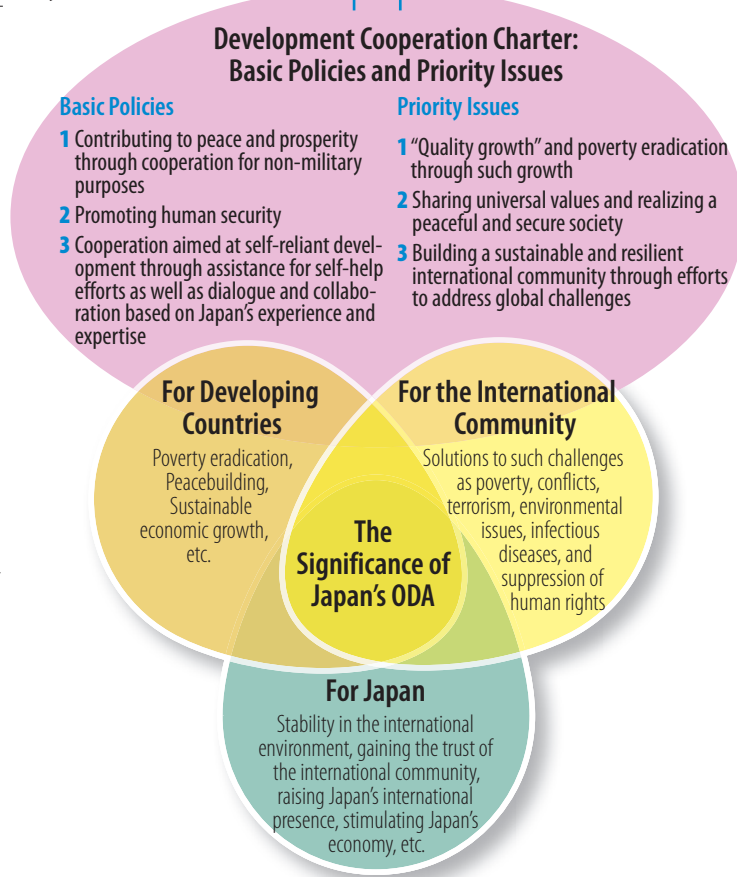 Development Cooperation Charter:
Basic Policies and Priority Issues
Basic Policies
1 Contributing to peace and prosperity
through cooperation for non-military
purposes
2 Promoting human security
3 Cooperation aimed at self-reliant devel-
opment through assistance for self-help
efforts as well as dialogue and collabo-
ration based on Japan's experience and
expertise
Priority Issues
1 “Quality growth” and poverty eradication
through such growth
2 Sharing universal values and realizing a
peaceful and secure society
3 Building a sustainable and resilient
international community through efforts
to address global challenges
For Developing
Countries
Poverty eradication,
Peacebuilding,
Sustainable
economic growth,
etc.
For the International
Community
Solutions to such challenges
as poverty, conflicts,
terrorism, environmental
issues, infectious
diseases, and
suppression of
human rights
The
Significance of
Japan's ODA
For Japan
Stability in the international
environment, gaining the trust of
the international community,
raising Japan's international
presence, stimulating Japan's
economy, etc.